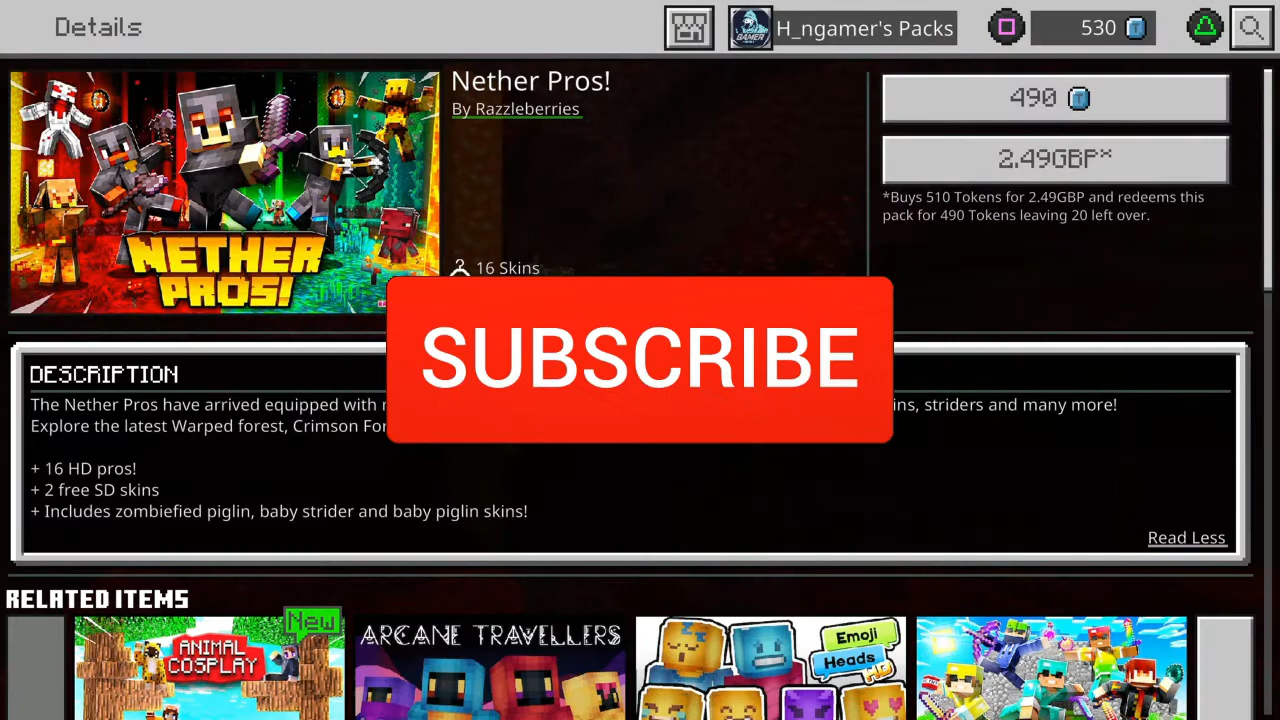 Details
H_ngamer's Packs
530
Nether Pros!
By Razzleberries
490
2.49GBP*
*Buys 510 Tokens for 2.49GBP and redeems this
pack for 490 Tokens leaving 20 left over.
NETHER
PROS!
16 Skins
SUBSCRIBE
DESCRIPTION
The Nether Pros have arrived equipped with
ins, striders and many more!
Explore the latest Warped forest, Crimson For
+ 16 HD pros!
+ 2 free SD skins
+ Includes zombiefied piglin, baby strider and baby piglin skins!
Read Less
RELATED ITEMS
New
ANIMAL
COSPLAY
ARCANE TRAVELLERS
Emoji
Heads
HD